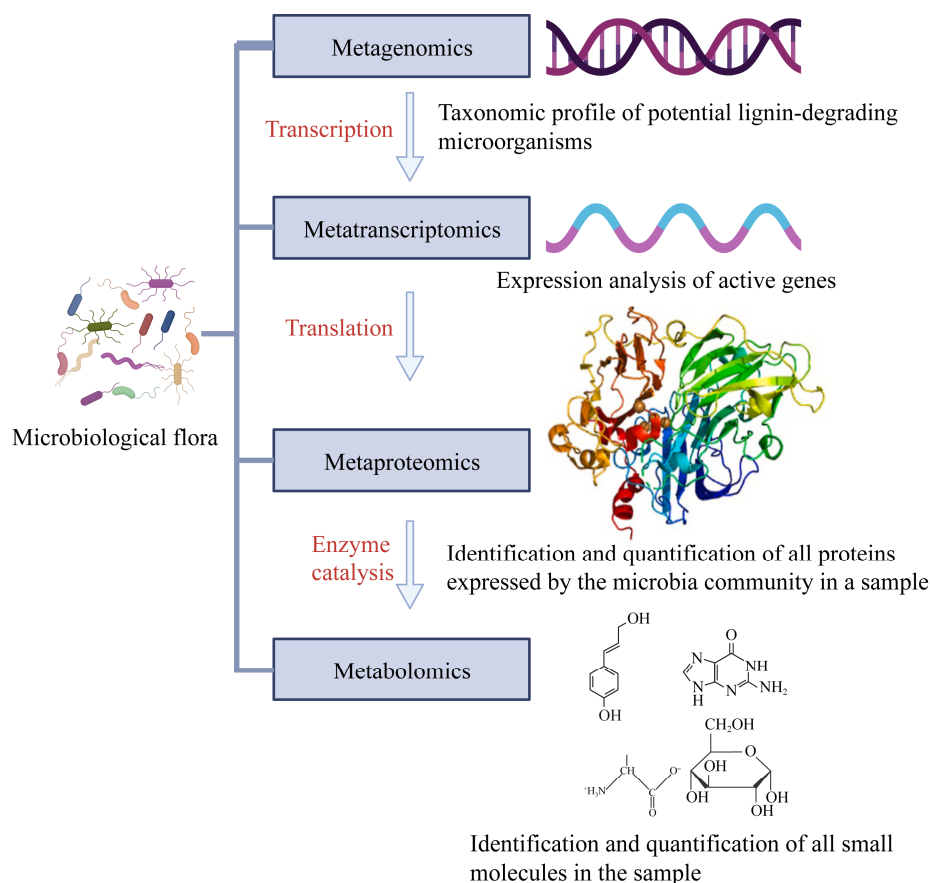 Metagenomics
Transcription
Taxonomic profile of potential lignin-degrading
microorganisms
Metatranscriptomics
Expression analysis of active genes
Translation
Microbiological flora
Metaproteomics
Enzyme
catalysis
Identification and quantification of all proteins
expressed by the microbia community in a sample
Metabolomics
OH
OH
O
N
NH
N
H
N
NH₂
CH₂OH
O
OH
OH
OH
OH
CH
O⁻
⁺H₃N
C
O
Identification and quantification of all small
molecules in the sample